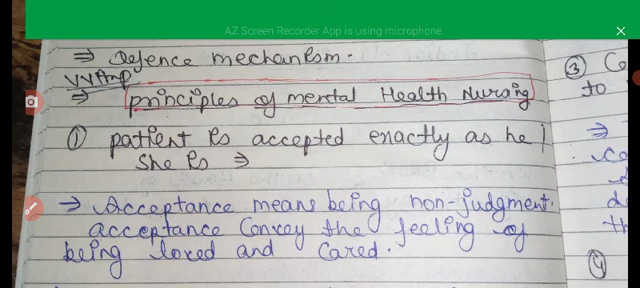 AZ Screen Recorder App is using microphone
⇒ Defence mechanism.
VVImp
⇒ principles of mental Health Nursing
① patient is accepted exactly as he /
She is ⇒
→ Acceptance means being non-judgment.
acceptance Convey the feeling of
being loved and Cared.
③ Ce
to
⇒
④